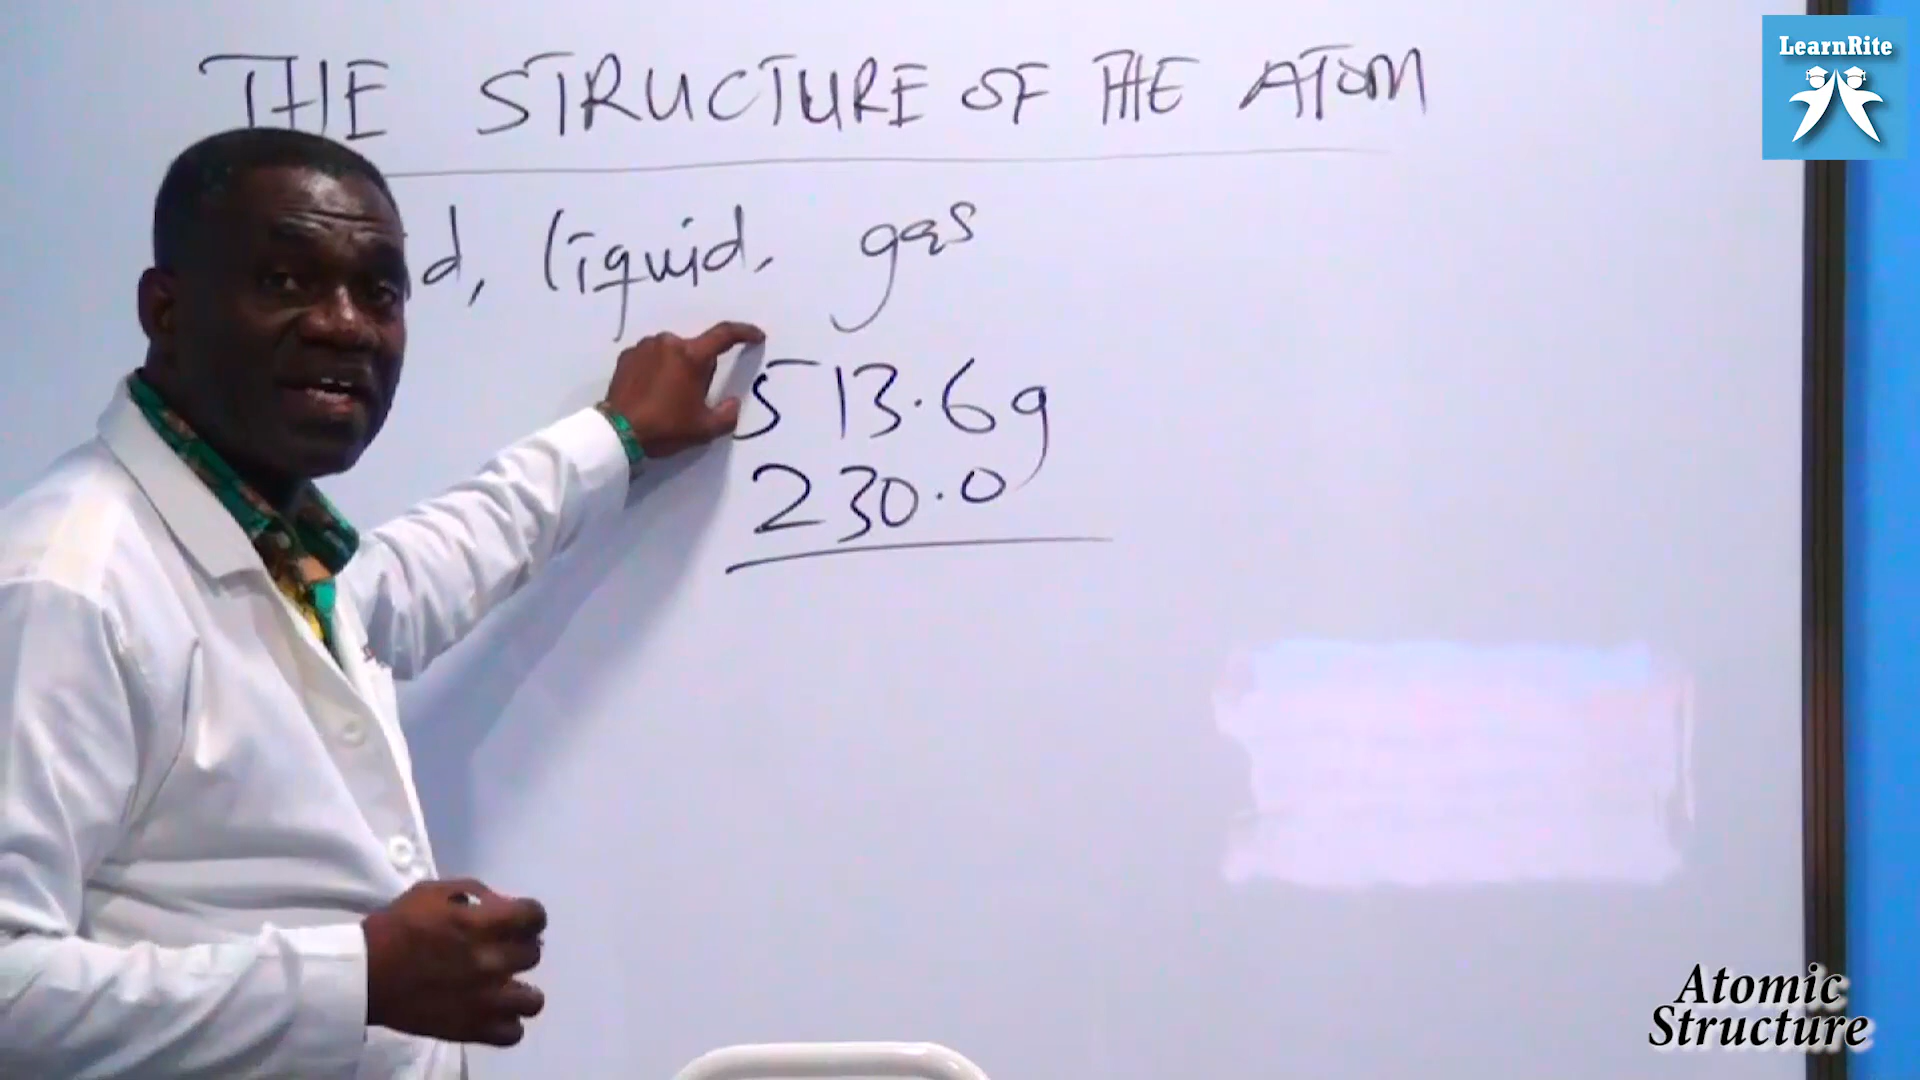 LearnRite
THE STRUCTURE OF THE ATOM
d, liquid, gas
513.6g
230.0
Atomic
Structure